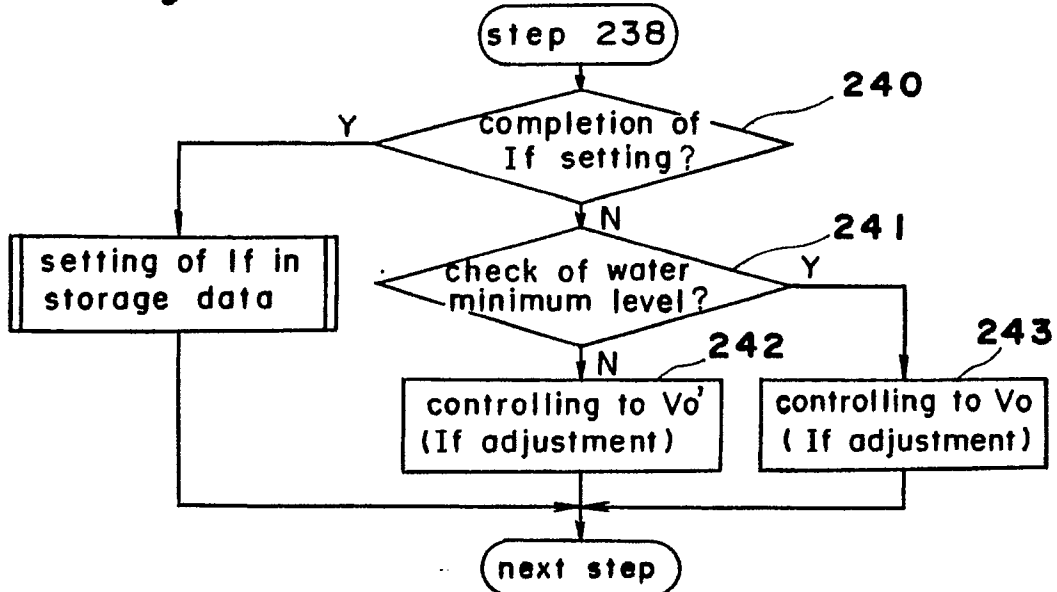 step 238
240
completion of
If setting?
Y
N
setting of If in
storage data
241
check of water
minimum level?
Y
N
242
243
controlling to Vo'
(If adjustment)
controlling to Vo
( If adjustment)
next step